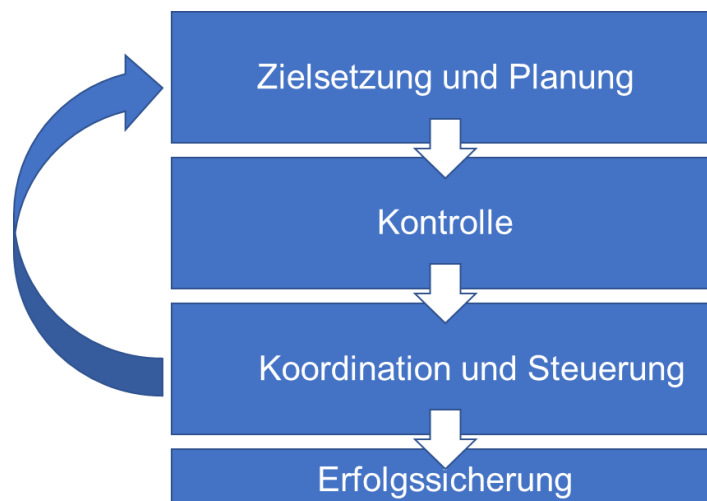 Zielsetzung und Planung
Kontrolle
Koordination und Steuerung
Erfolgssicherung